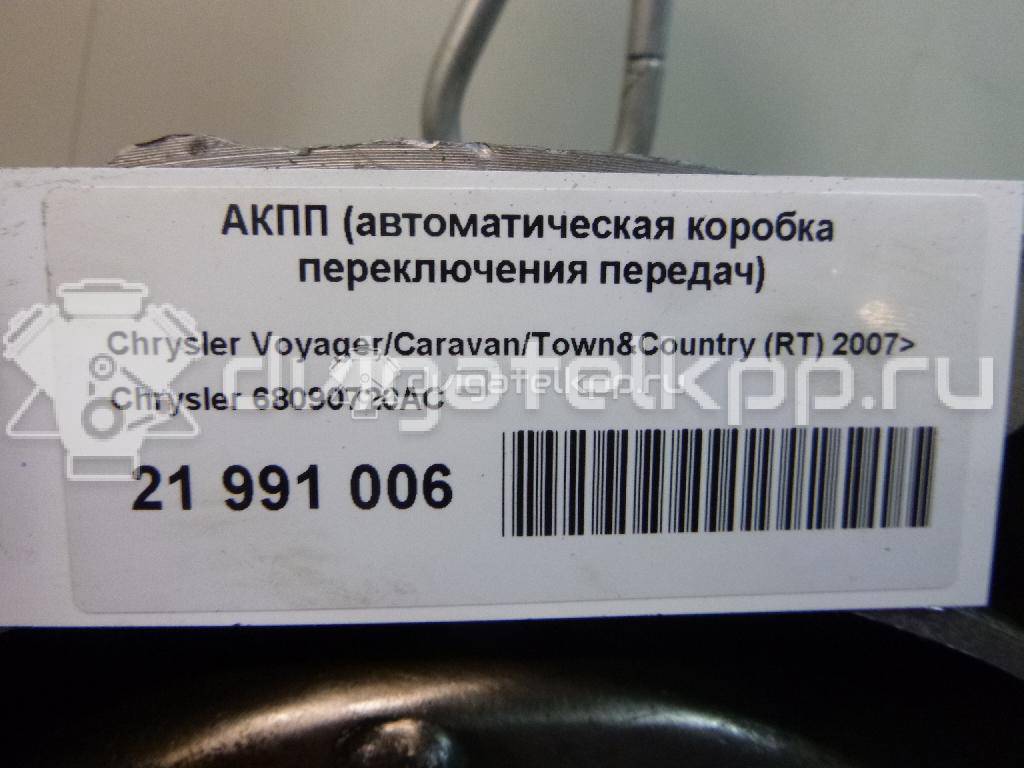 АКПП (автоматическая коробка
переключения передач)
Chrysler Voyager/Caravan/Town&Country (RT) 2007>
Chrysler
21 991 006
dvigatelkpp.ru